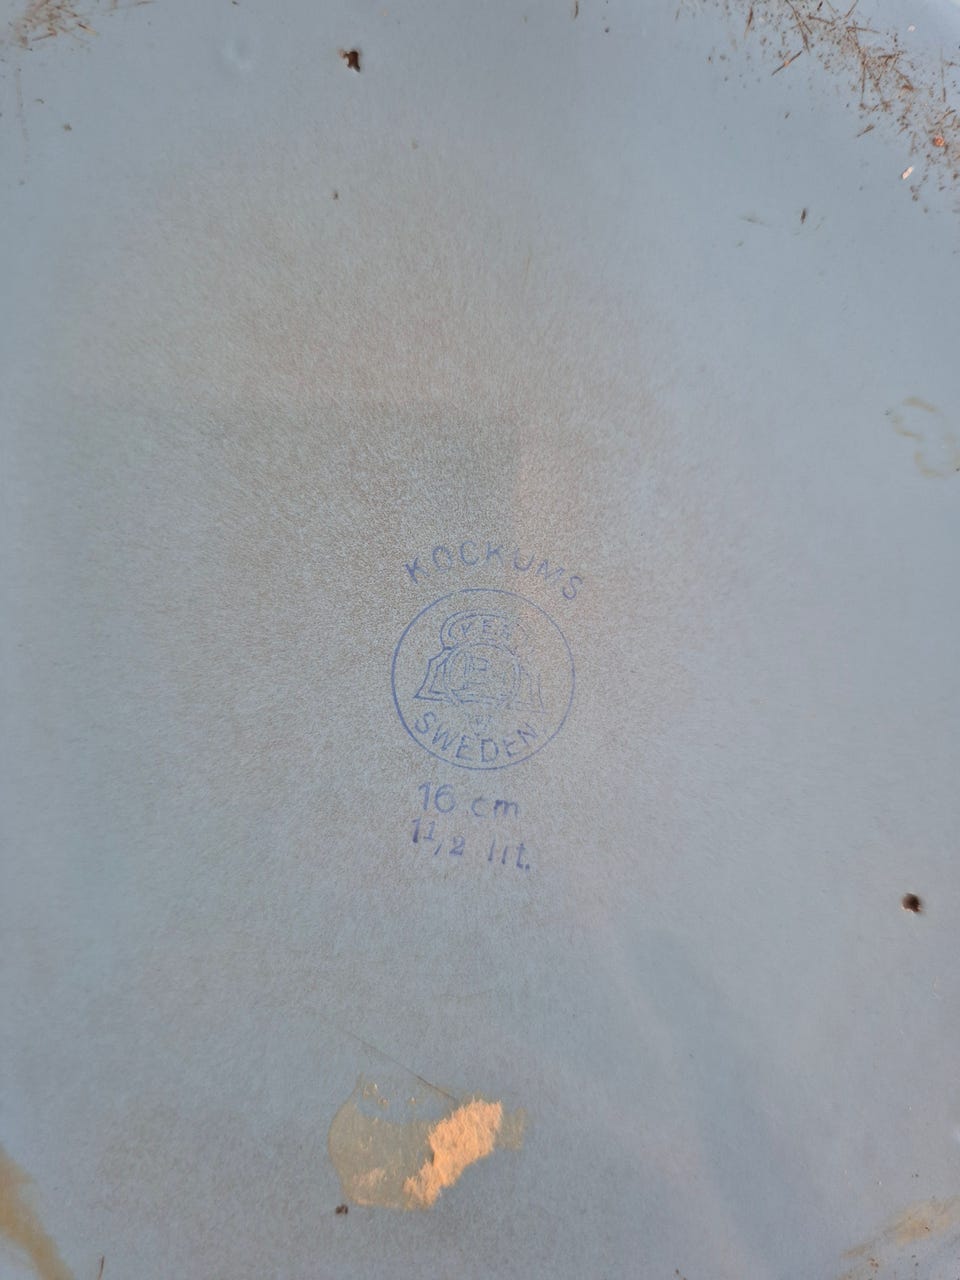 KOCKUMS
SWEDEN
16 cm
1 1/2 lit.